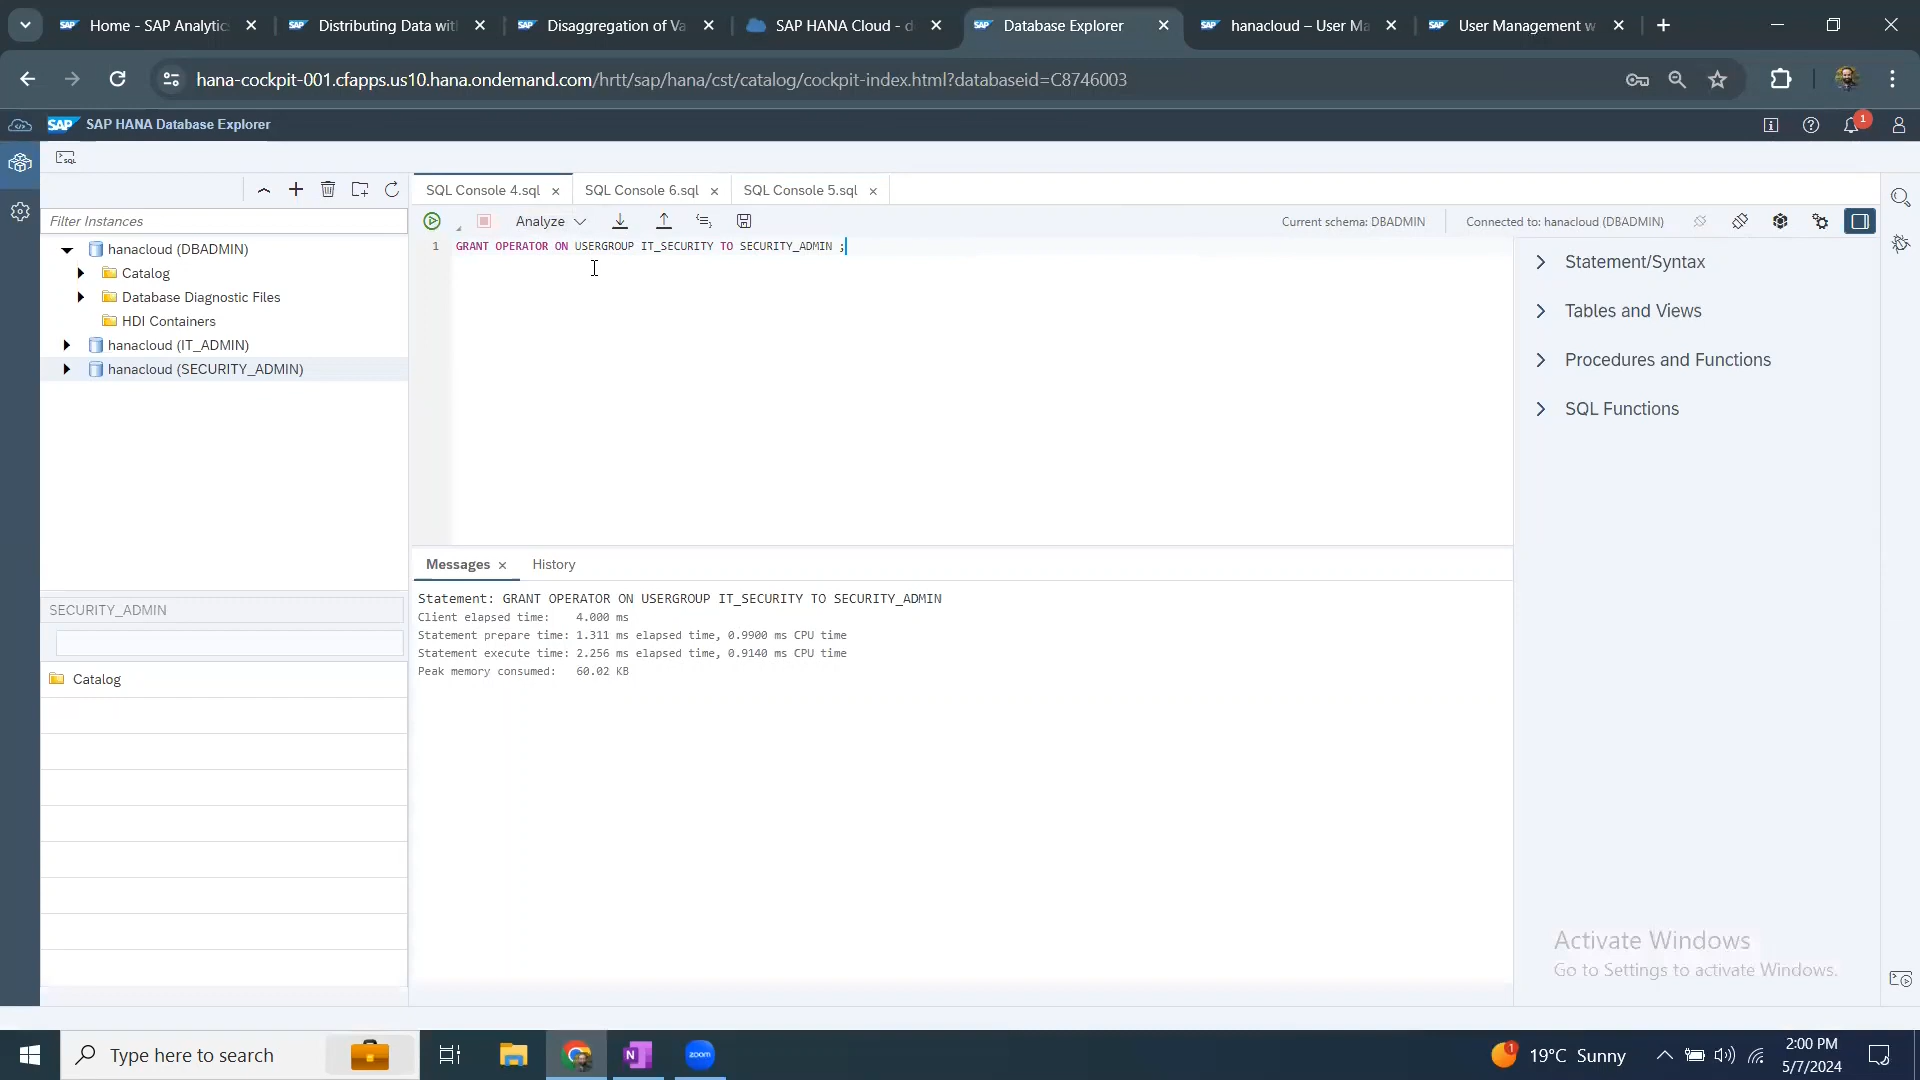 Home - SAP Analytic
Distributing Data with
Disaggregation of Va
SAP HANA Cloud - d
Database Explorer
hanacloud – User Ma
User Management w
hana-cockpit-001.cfapps.us10.hana.ondemand.com/hrtt/sap/hana/cst/catalog/cockpit-index.html?databaseid=C8746003
SAP SAP HANA Database Explorer
1
SQL
SQL Console 4.sql
SQL Console 6.sql
SQL Console 5.sql
Filter Instances
Analyze
Current schema: DBADMIN
Connected to: hanacloud (DBADMIN)
1 GRANT OPERATOR ON USERGROUP IT_SECURITY TO SECURITY_ADMIN ;
hanacloud (DBADMIN)
Catalog
Database Diagnostic Files
HDI Containers
hanacloud (IT_ADMIN)
hanacloud (SECURITY_ADMIN)
Statement/Syntax
Tables and Views
Procedures and Functions
SQL Functions
Messages
History
Statement: GRANT OPERATOR ON USERGROUP IT_SECURITY TO SECURITY_ADMIN
Client elapsed time: 4.000 ms
Statement prepare time: 1.311 ms elapsed time, 0.9900 ms CPU time
Statement execute time: 2.256 ms elapsed time, 0.9140 ms CPU time
Peak memory consumed: 60.02 KB
SECURITY_ADMIN
Catalog
Activate Windows
Go to Settings to activate Windows.
Type here to search
N
zoom
1
19°C Sunny
2:00 PM
5/7/2024